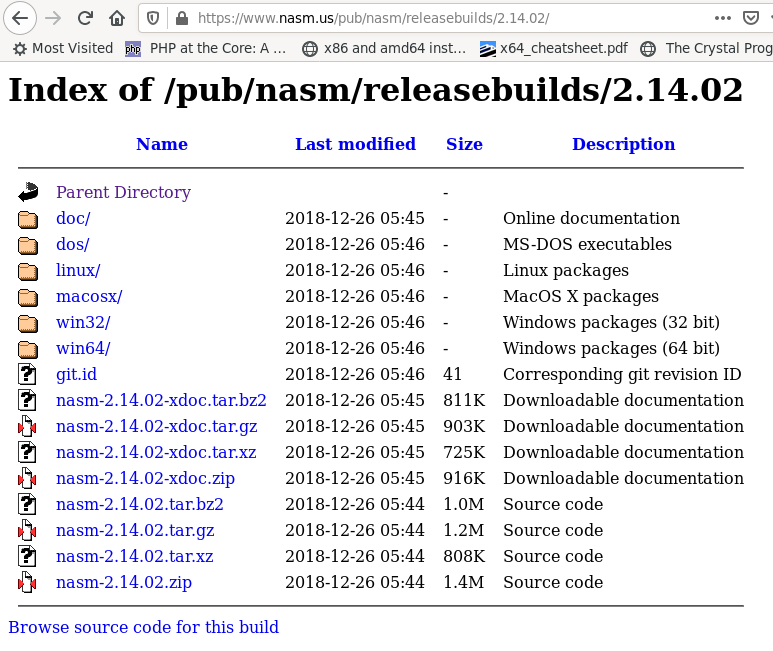 https://www.nasm.us/pub/nasm/releasebuilds/2.14.02/
Most Visited PHP at the Core: A ... x86 and amd64 inst... x64_cheatsheet.pdf The Crystal Prog
Index of /pub/nasm/releasebuilds/2.14.02
Name Last modified Size Description
Parent Directory -
doc/ 2018-12-26 05:45 - Online documentation
dos/ 2018-12-26 05:46 - MS-DOS executables
linux/ 2018-12-26 05:46 - Linux packages
macosx/ 2018-12-26 05:46 - MacOS X packages
win32/ 2018-12-26 05:46 - Windows packages (32 bit)
win64/ 2018-12-26 05:46 - Windows packages (64 bit)
git.id 2018-12-26 05:46 41 Corresponding git revision ID
nasm-2.14.02-xdoc.tar.bz2 2018-12-26 05:45 811K Downloadable documentation
nasm-2.14.02-xdoc.tar.gz 2018-12-26 05:45 903K Downloadable documentation
nasm-2.14.02-xdoc.tar.xz 2018-12-26 05:45 725K Downloadable documentation
nasm-2.14.02-xdoc.zip 2018-12-26 05:45 916K Downloadable documentation
nasm-2.14.02.tar.bz2 2018-12-26 05:44 1.0M Source code
nasm-2.14.02.tar.gz 2018-12-26 05:44 1.2M Source code
nasm-2.14.02.tar.xz 2018-12-26 05:44 808K Source code
nasm-2.14.02.zip 2018-12-26 05:44 1.4M Source code
Browse source code for this build